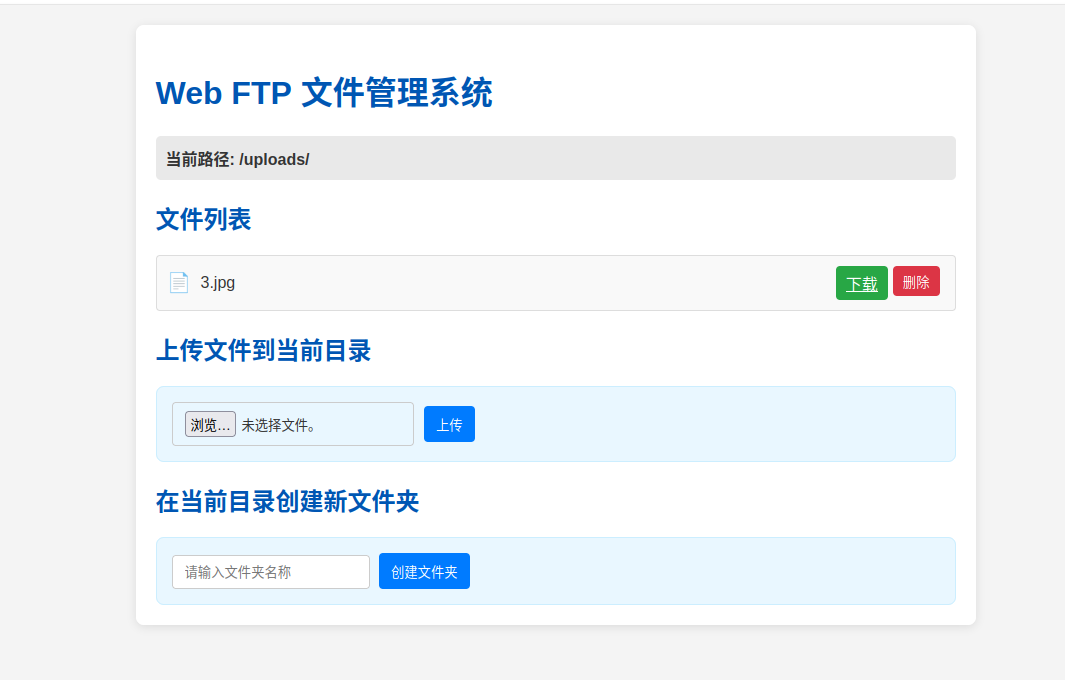 Web FTP 文件管理系统
当前路径: /uploads/
文件列表
3.jpg 下载 删除
上传文件到当前目录
浏览… 未选择文件。 上传
在当前目录创建新文件夹
请输入文件夹名称 创建文件夹